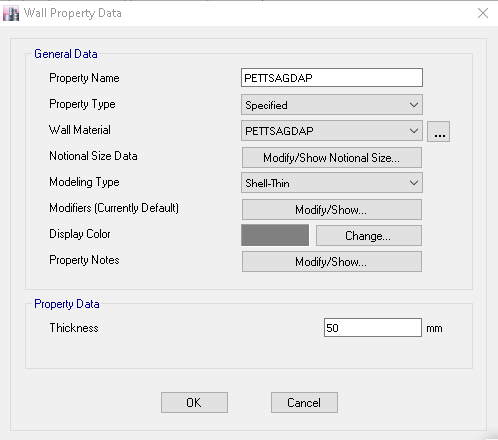 Wall Property Data
General Data
Property Name PETTSAGDAP
Property Type Specified
Wall Material PETTSAGDAP ...
Notional Size Data Modify/Show Notional Size...
Modeling Type Shell-Thin
Modifiers (Currently Default) Modify/Show...
Display Color Change...
Property Notes Modify/Show...
Property Data
Thickness 50 mm
OK Cancel